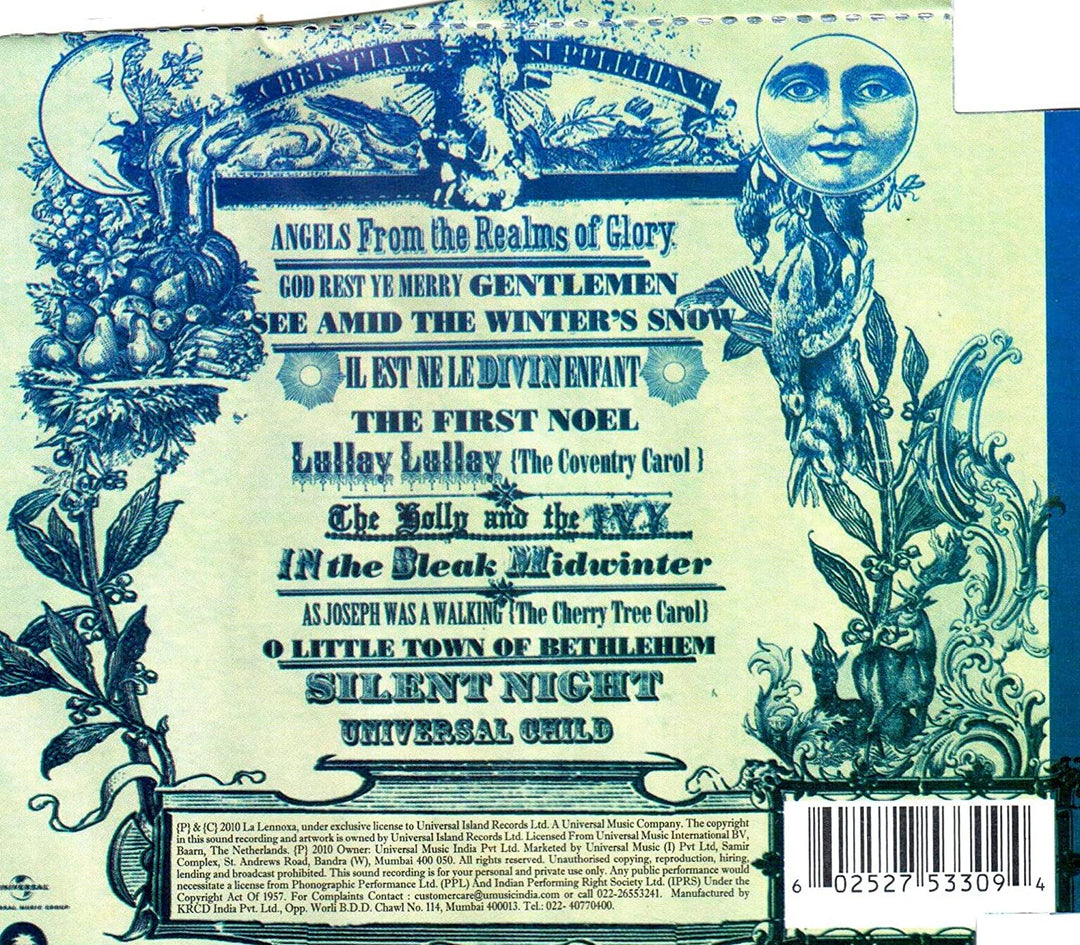 CHRISTMAS SUPPLEMENT
ANGELS From the Realms of Glory.
GOD REST YE MERRY GENTLEMEN
SEE AMID THE WINTER'S SNOW
IL EST NE LE DIVIN ENFANT
THE FIRST NOEL
Lullay Lullay {The Coventry Carol}
The Holly and the IVY
IN the Bleak Midwinter
AS JOSEPH WAS A WALKING {The Cherry Tree Carol}
O LITTLE TOWN OF BETHLEHEM
SILENT NIGHT
UNIVERSAL CHILD
{P} & {C} 2010 La Lennoxa, under exclusive license to Universal Island Records Ltd. A Universal Music Company. The copyright
in this sound recording and artwork is owned by Universal Island Records Ltd. Licensed From Universal Music International BV,
Baarn, The Netherlands. {P} 2010 Owner: Universal Music India Pvt Ltd. Marketed by Universal Music (I) Pvt Ltd, Samir
Complex, St. Andrews Road, Bandra (W), Mumbai 400 050. All rights reserved. Unauthorised copying, reproduction, hiring,
lending and broadcast prohibited. This sound recording is for your personal and private use only. Any public performance would
necessitate a license from Phonographic Performance Ltd. (PPL) And Indian Performing Right Society Ltd. (IPRS) Under the
Copyright Act Of 1957. For Complaints Contact : customercare@umusicindia.com or call 022-26553241. Manufactured by
KRCD India Pvt. Ltd., Opp. Worli B.D.D. Chawl No. 114, Mumbai 400013. Tel.: 022- 40770400.
UNIVERSAL
SAL MUSIC GROUP
6 02527 53309 4